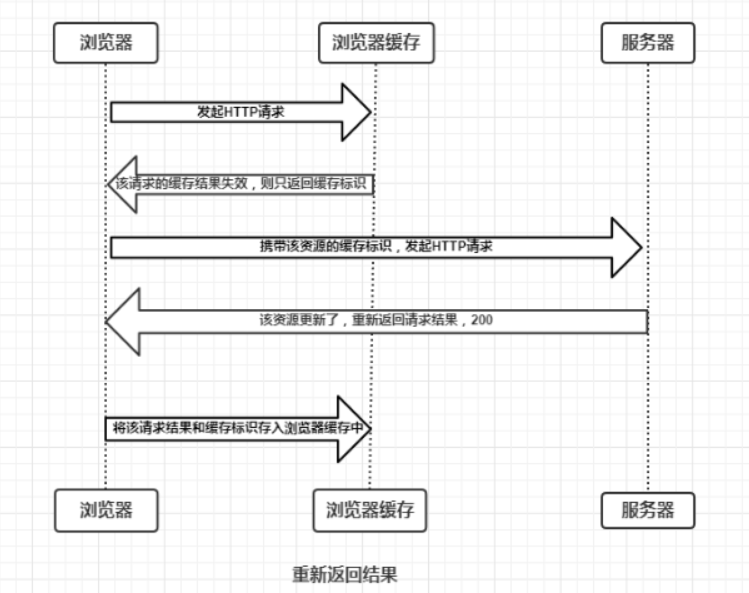 浏览器
浏览器缓存
服务器
发起HTTP请求
该请求的缓存结果失效，则只返回缓存标识
携带该资源的缓存标识，发起HTTP请求
该资源更新了，重新返回请求结果，200
将该请求结果和缓存标识存入浏览器缓存中
浏览器
浏览器缓存
服务器
重新返回结果